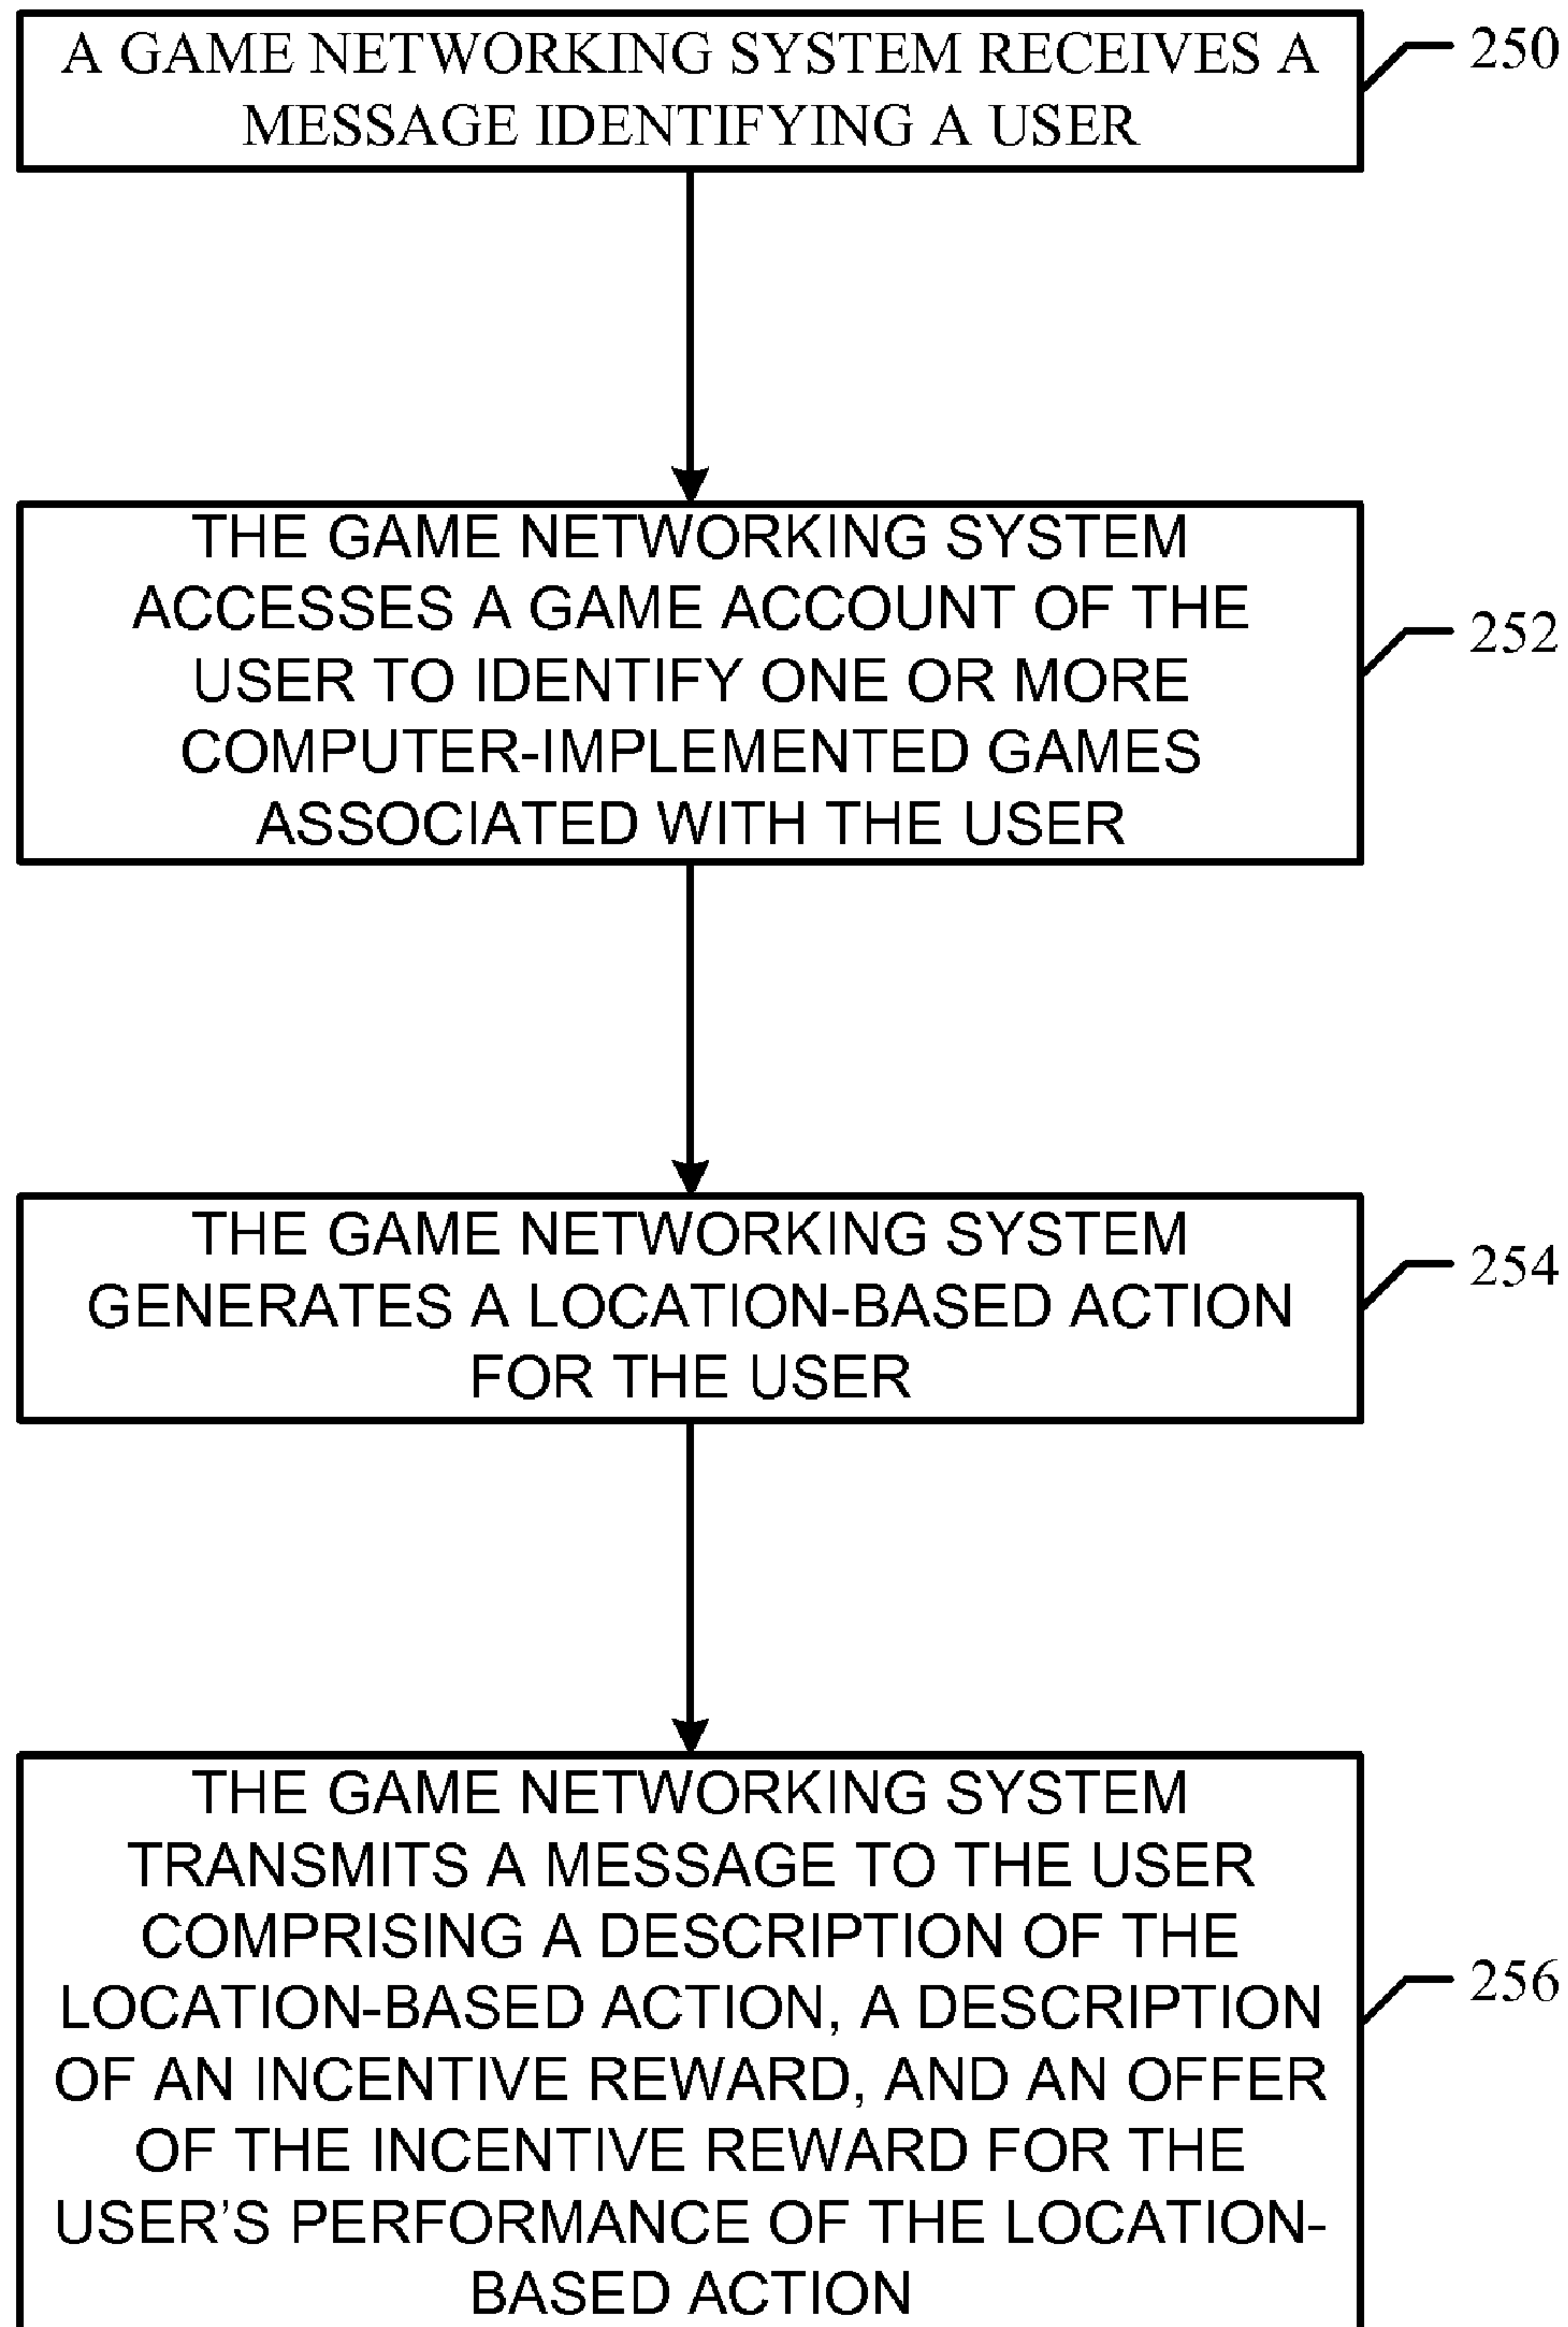 A GAME NETWORKING SYSTEM RECEIVES A
MESSAGE IDENTIFYING A USER
250
THE GAME NETWORKING SYSTEM
ACCESSES A GAME ACCOUNT OF THE
USER TO IDENTIFY ONE OR MORE
COMPUTER-IMPLEMENTED GAMES
ASSOCIATED WITH THE USER
252
THE GAME NETWORKING SYSTEM
GENERATES A LOCATION-BASED ACTION
FOR THE USER
254
THE GAME NETWORKING SYSTEM
TRANSMITS A MESSAGE TO THE USER
COMPRISING A DESCRIPTION OF THE
LOCATION-BASED ACTION, A DESCRIPTION
OF AN INCENTIVE REWARD, AND AN OFFER
OF THE INCENTIVE REWARD FOR THE
USER'S PERFORMANCE OF THE LOCATION-
BASED ACTION
256